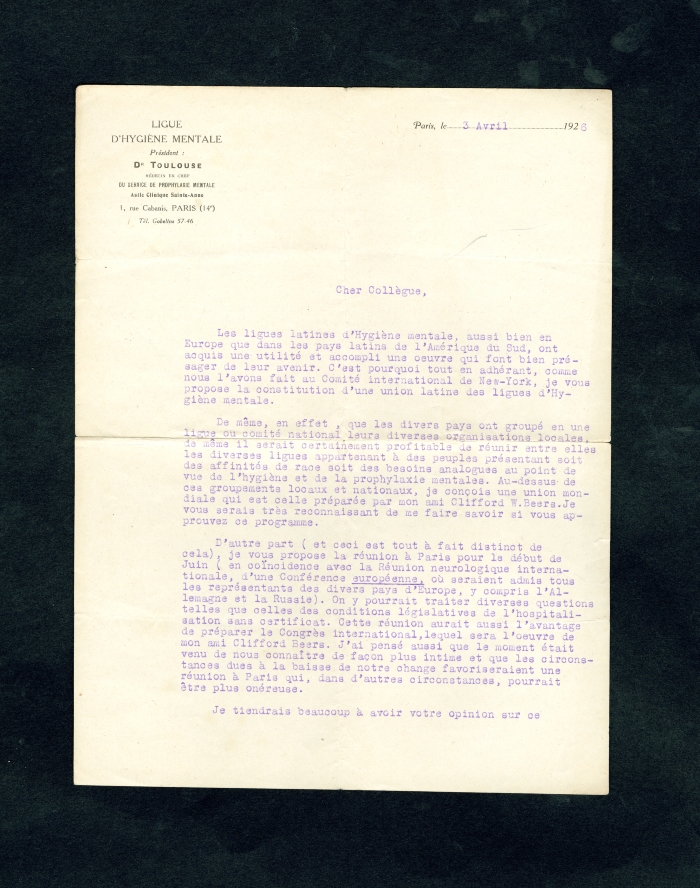 LIGUE
D'HYGIÈNE MENTALE
Président :
Dr TOULOUSE
MÉDECIN EN CHEF
DU SERVICE DE PROPHYLAXIE MENTALE
Asile Clinique Sainte-Anne
1, rue Cabanis, PARIS (14e)
Tél. Gobelins 57-46
Paris, le 3 Avril 1926
Cher Collègue,
Les ligues latines d'Hygiène mentale, aussi bien en
Europe que dans les pays latins de l'Amérique du Sud, ont
acquis une utilité et accompli une oeuvre qui font bien pré-
sager de leur avenir. C'est pourquoi tout en adhérant, comme
nous l'avons fait au Comité international de New-York, je vous
propose la constitution d'une union latine des ligues d'Hy-
giène mentale.
De même, en effet , que les divers pays ont groupé en une
ligue ou comité national leurs diverses organisations locales,
de même il serait certainement profitable de réunir entre elles
les diverses ligues appartenant à des peuples présentant soit
des affinités de race soit des besoins analogues au point de
vue de l'hygiène et de la prophylaxie mentales. Au-dessus de
ces groupements locaux et nationaux, je conçois une union mon-
diale qui est celle préparée par mon ami Clifford W.Beers.Je
vous serais très reconnaissant de me faire savoir si vous ap-
prouvez ce programme.
D'autre part ( et ceci est tout à fait distinct de
cela), je vous propose la réunion à Paris pour le début de
Juin ( en coïncidence avec la Réunion neurologique interna-
tionale, d'une Conférence européenne, où seraient admis tous
les représentants des divers pays d'Europe, y compris l'Al-
lemagne et la Russie). On y pourrait traiter diverses questions
telles que celles des conditions législatives de l'hospitali-
sation sans certificat. Cette réunion aurait aussi l'avantage
de préparer le Congrès international,lequel sera l'oeuvre de
mon ami Clifford Beers. J'ai pensé aussi que le moment était
venu de nous connaître de façon plus intime et que les circons-
tances dues à la baisse de notre change favoriseraient une
réunion à Paris qui, dans d'autres circonstances, pourrait
être plus onéreuse.
Je tiendrais beaucoup à avoir votre opinion sur ce